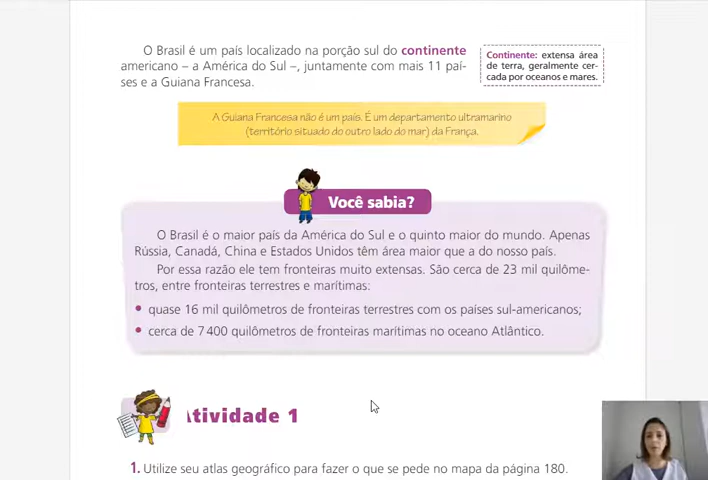 O Brasil é um país localizado na porção sul do continente
americano – a América do Sul –, juntamente com mais 11 paí-
ses e a Guiana Francesa.
Continente: extensa área
de terra, geralmente cer-
cada por oceanos e mares.
A Guiana Francesa não é um país. É um departamento ultramarino
(território situado do outro lado do mar) da França.
Você sabia?
O Brasil é o maior país da América do Sul e o quinto maior do mundo. Apenas
Rússia, Canadá, China e Estados Unidos têm área maior que a do nosso país.
Por essa razão ele tem fronteiras muito extensas. São cerca de 23 mil quilôme-
tros, entre fronteiras terrestres e marítimas:
• quase 16 mil quilômetros de fronteiras terrestres com os países sul-americanos;
• cerca de 7 400 quilômetros de fronteiras marítimas no oceano Atlântico.
Atividade 1
1. Utilize seu atlas geográfico para fazer o que se pede no mapa da página 180.